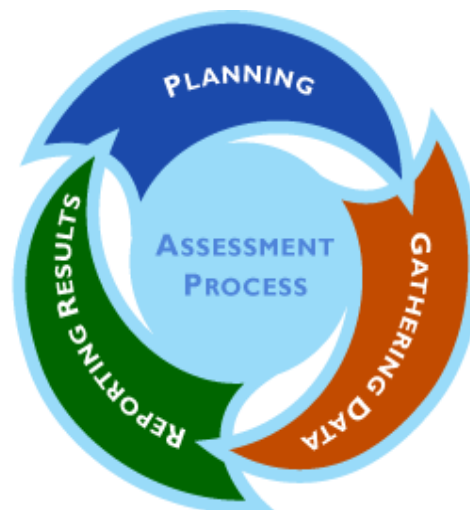 PLANNING
ASSESSMENT
PROCESS
GATHERING DATA
REPORTING RESULTS